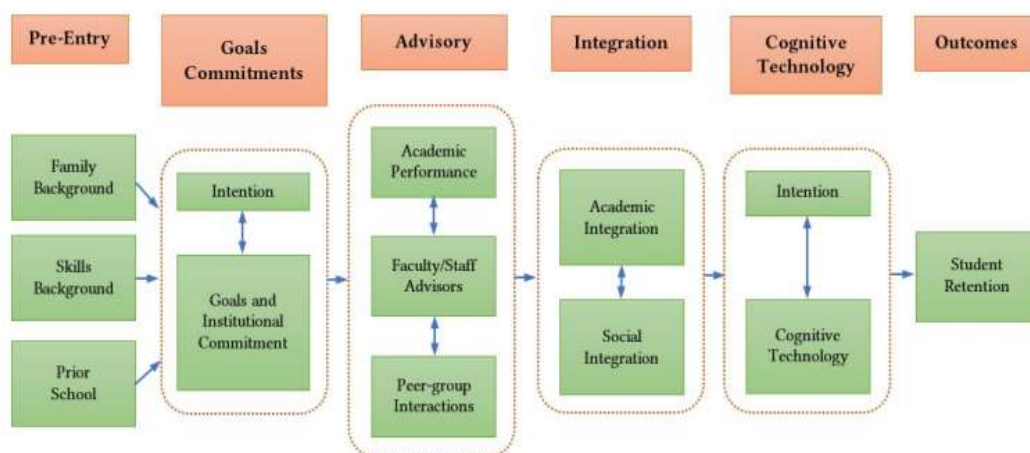 Pre-Entry
Goals
Commitments
Advisory
Integration
Cognitive
Technology
Outcomes
Family
Background
Skills
Background
Prior
School
Intention
Goals and
Institutional
Commitment
Academic
Performance
Faculty/Staff
Advisors
Peer-group
Interactions
Academic
Integration
Social
Integration
Intention
Cognitive
Technology
Student
Retention